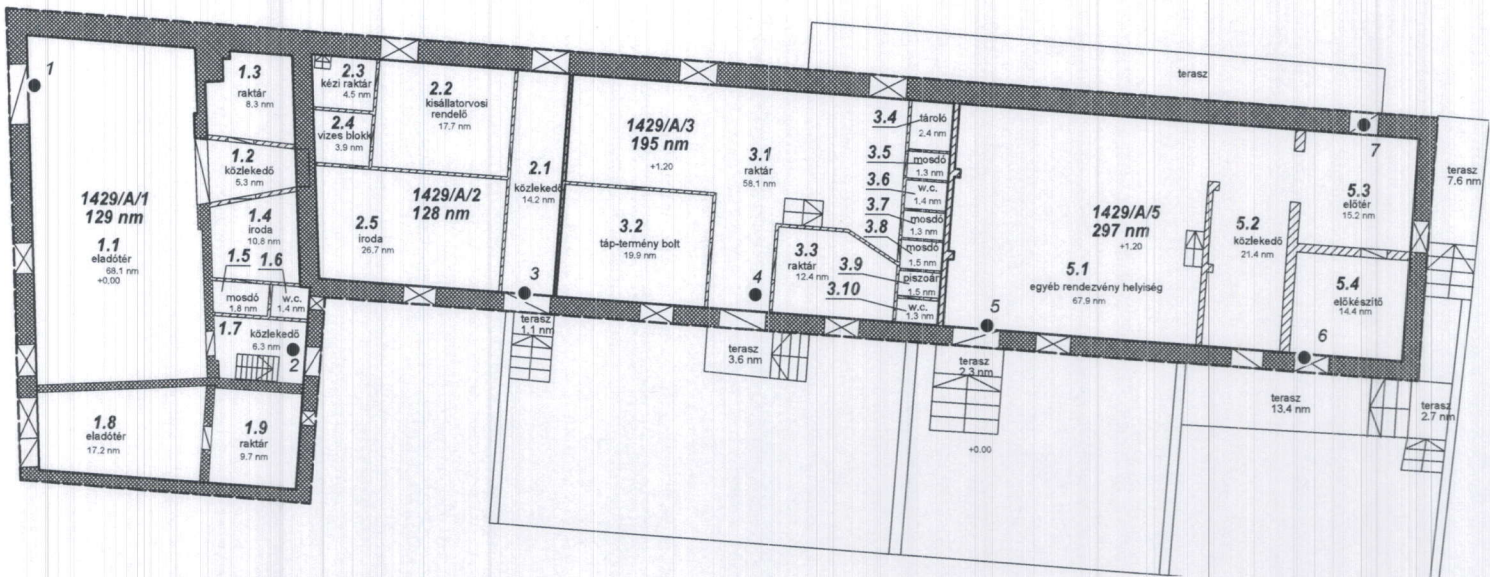 1
1429/A/1
129 nm
1.1
eladótér
68.1 nm
+0,00
1.3
raktár
8,3 nm
1.2
közlekedő
5.3 nm
1.4
iroda
10.8 nm
1.5
1.6
mosdó
1.8 nm
w.c.
1.4 nm
1.7
közlekedő
6.3 nm
2
1.8
eladótér
17,2 nm
1.9
raktár
9.7 nm
2.3
kézi raktár
4.5 nm
2.4
vizes blokk
3.9 nm
2.2
kisállatorvosi
rendelő
17,7 nm
1429/A/2
128 nm
2.5
iroda
26.7 nm
2.1
közlekedő
14,2 nm
3
terasz
1.1 nm
1429/A/3
195 nm
+1.20
3.1
raktár
58,1 nm
3.2
táp-termény bolt
19,9 nm
3.3
raktár
12.4 nm
4
terasz
3.6 nm
3.4
tároló
2.4 nm
3.5
mosdó
1.3 nm
3.6
w.c.
1.4 nm
3.7
mosdó
1.3 nm
3.8
mosdó
1.5 nm
3.9
piszoár
1.5 nm
3.10
w.c.
1.3 nm
terasz
1429/A/5
297 nm
+1.20
5.1
egyéb rendezvény helyiség
67.9 nm
5
terasz
2.3 nm
+0.00
5.2
közlekedő
21.4 nm
5.3
előtér
15.2 nm
5.4
előkészítő
14.4 nm
6
7
terasz
7.6 nm
terasz
13,4 nm
terasz
2.7 nm